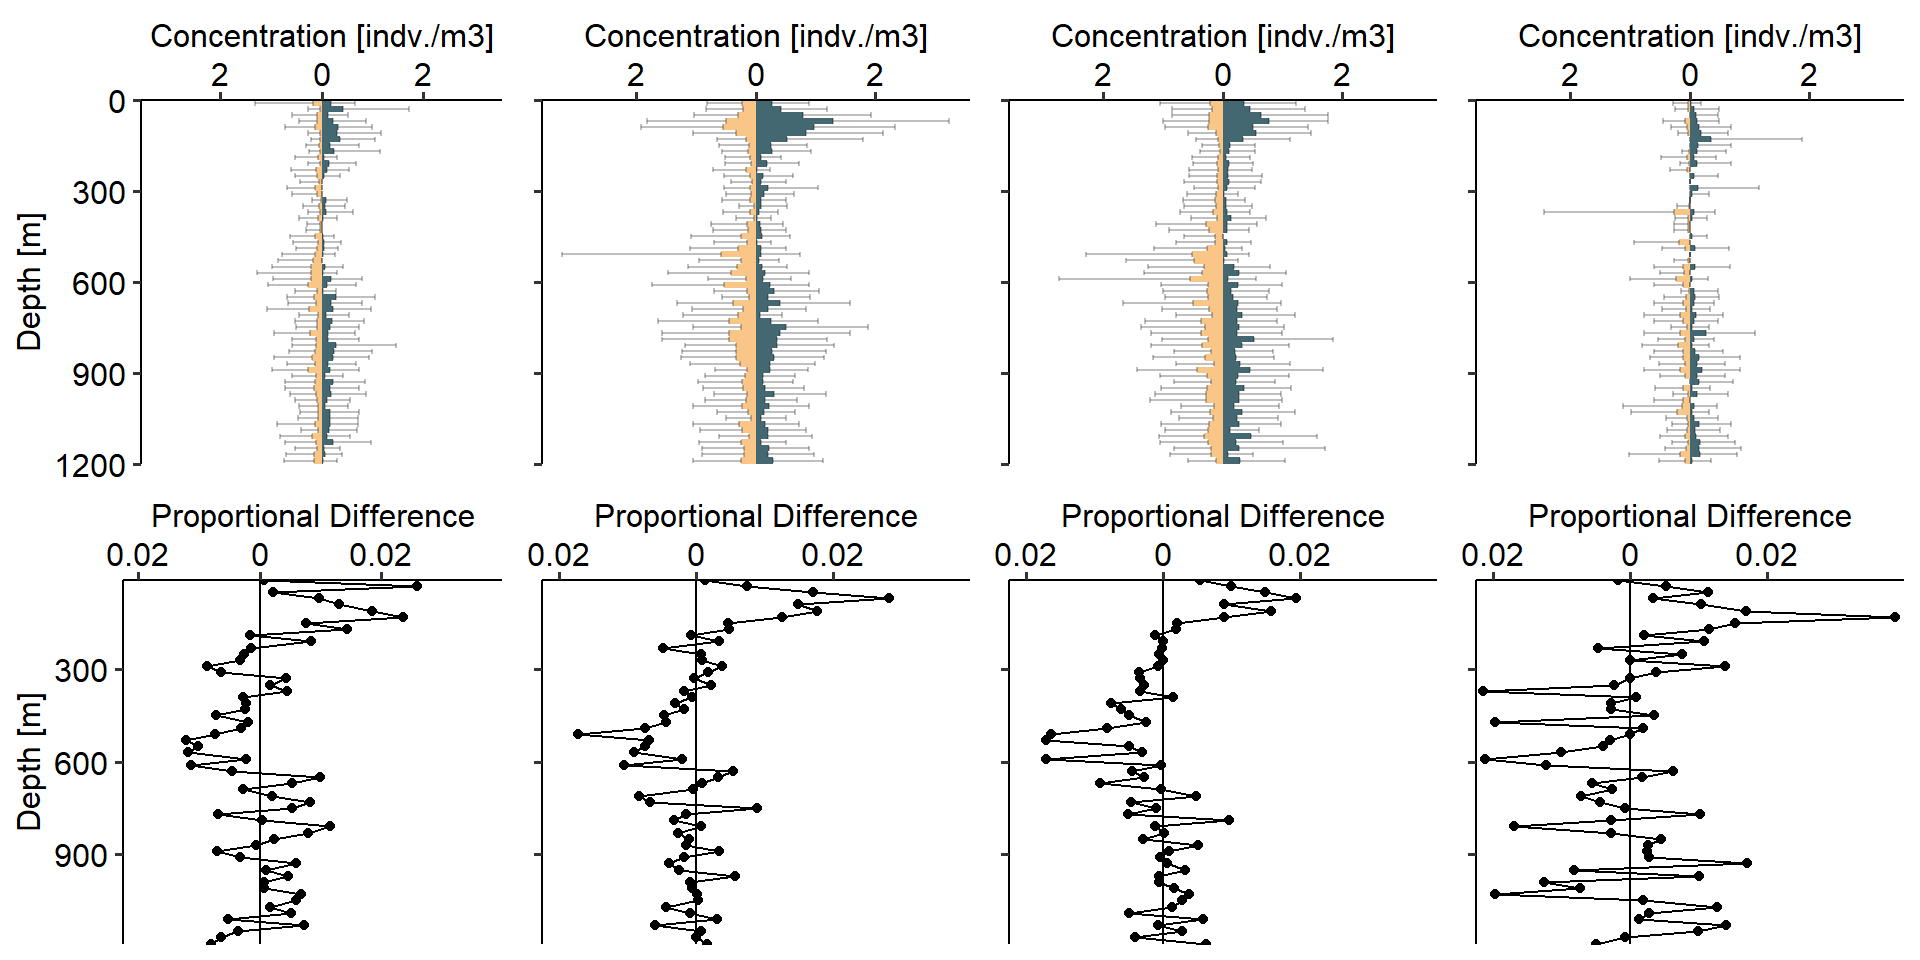 Concentration [indv./m3] Concentration [indv./m3] Concentration [indv./m3] Concentration [indv./m3]
2 0 2 2 0 2 2 0 2 2 0 2
0
300
600
900
1200
Depth [m]
Proportional Difference Proportional Difference Proportional Difference Proportional Difference
0.02 0 0.02 0.02 0 0.02 0.02 0 0.02 0.02 0 0.02
300
600
900
Depth [m]